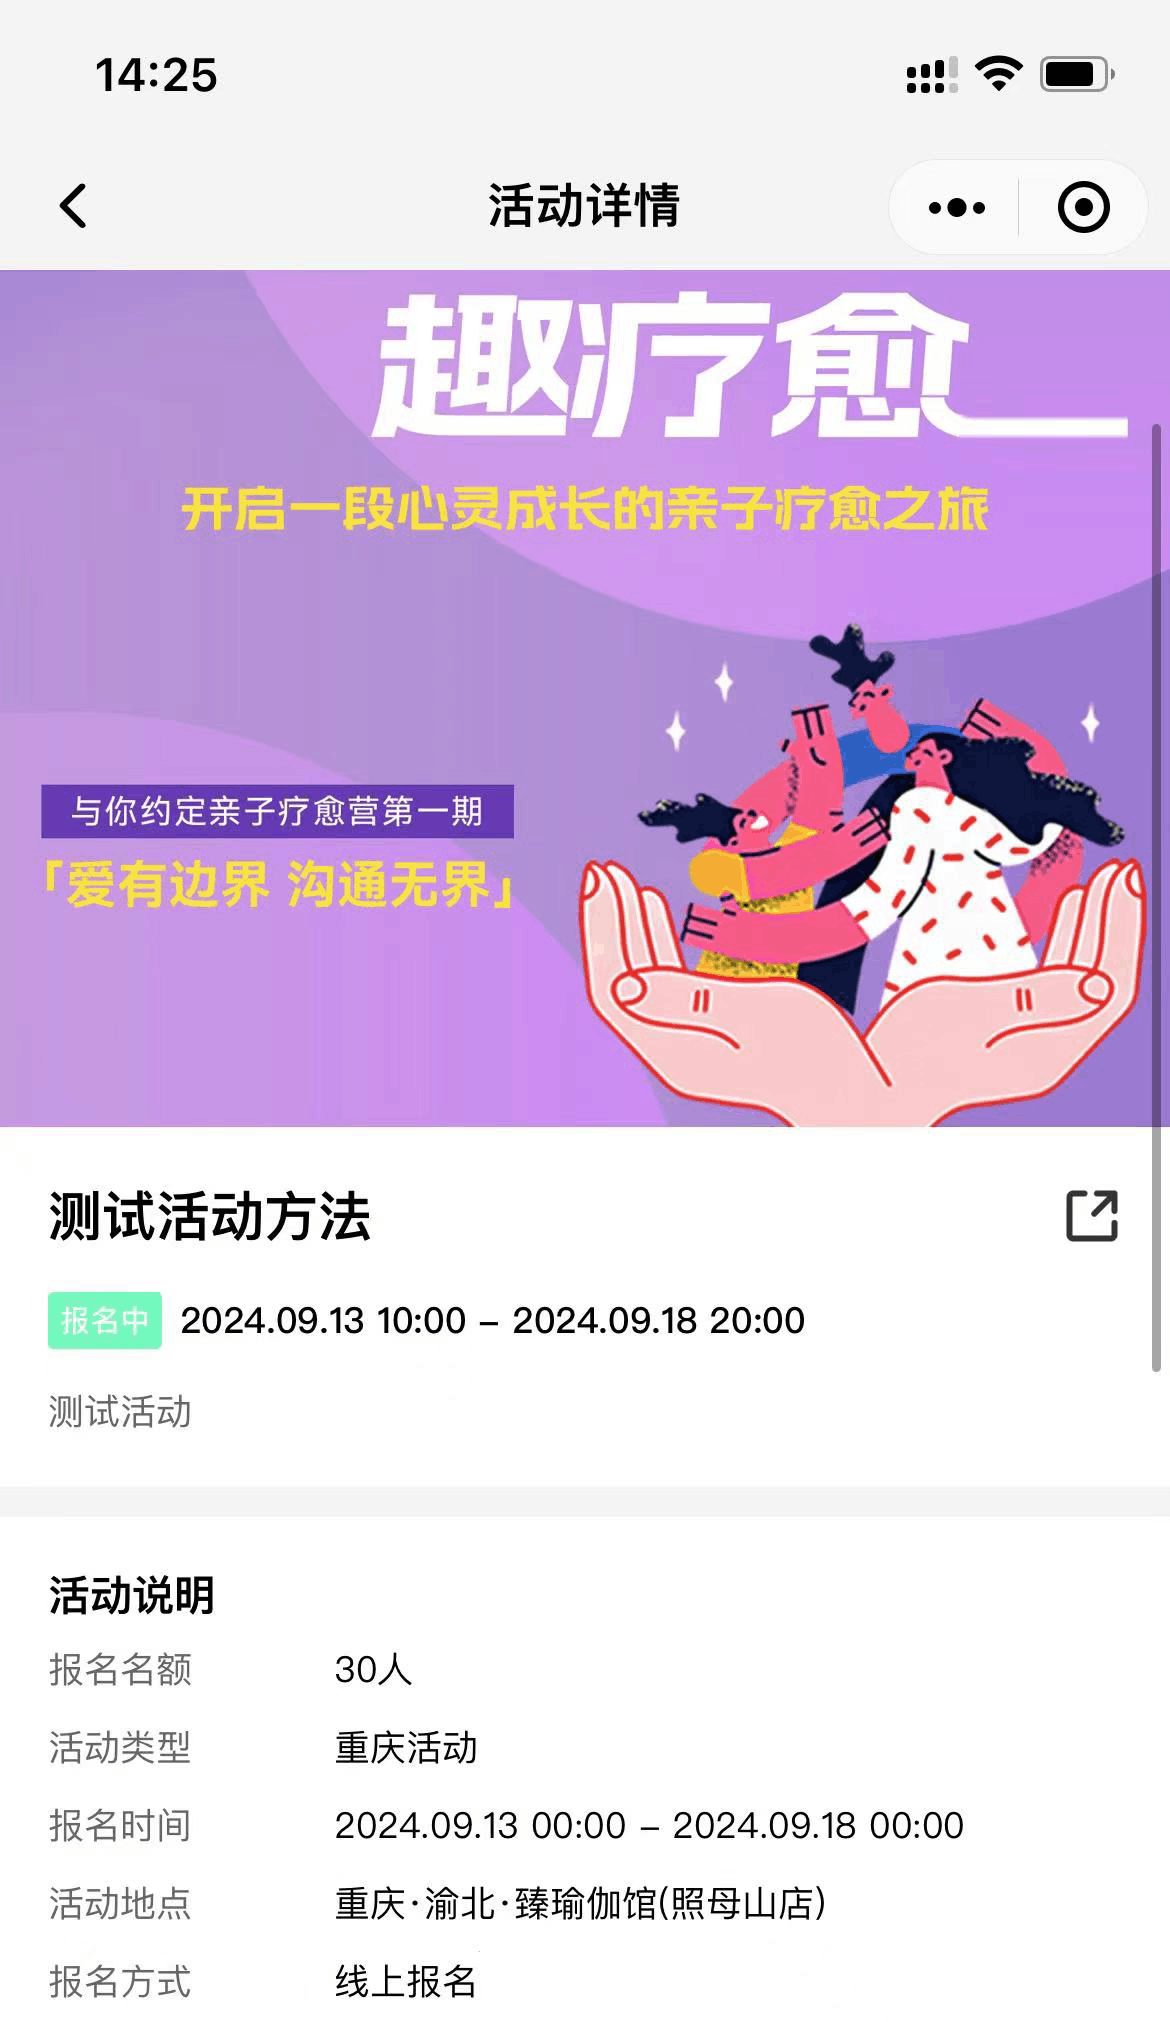 14:25
活动详情
趣疗愈
开启一段心灵成长的亲子疗愈之旅
与你约定亲子疗愈营第一期
「爱有边界 沟通无界」
测试活动方法
报名中 2024.09.13 10:00 – 2024.09.18 20:00
测试活动
活动说明
报名名额 30人
活动类型 重庆活动
报名时间 2024.09.13 00:00 – 2024.09.18 00:00
活动地点 重庆·渝北·臻瑜伽馆(照母山店)
报名方式 线上报名